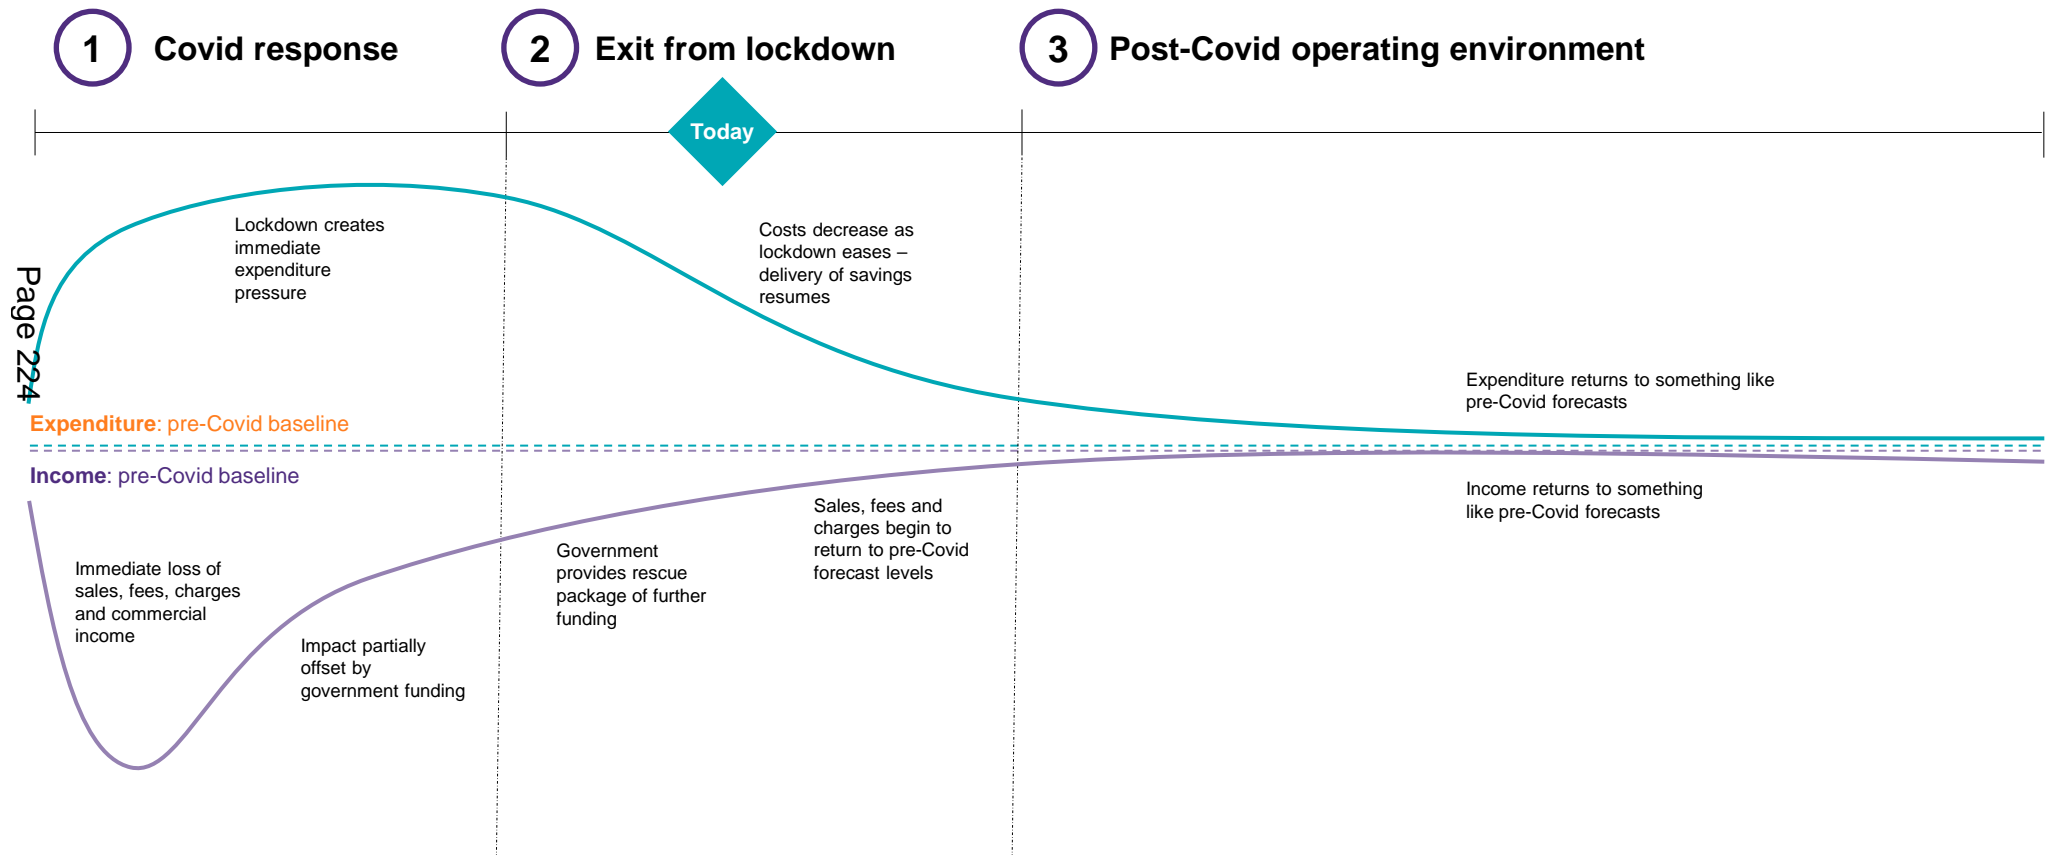 1 Covid response
2 Exit from lockdown
3 Post-Covid operating environment
Today
Lockdown creates
immediate
expenditure
pressure
Costs decrease as
lockdown eases –
delivery of savings
resumes
Page 224
Expenditure returns to something like
pre-Covid forecasts
Expenditure: pre-Covid baseline
Income: pre-Covid baseline
Income returns to something
like pre-Covid forecasts
Sales, fees and
charges begin to
return to pre-Covid
forecast levels
Government
provides rescue
package of further
funding
Immediate loss of
sales, fees, charges
and commercial
income
Impact partially
offset by
government funding